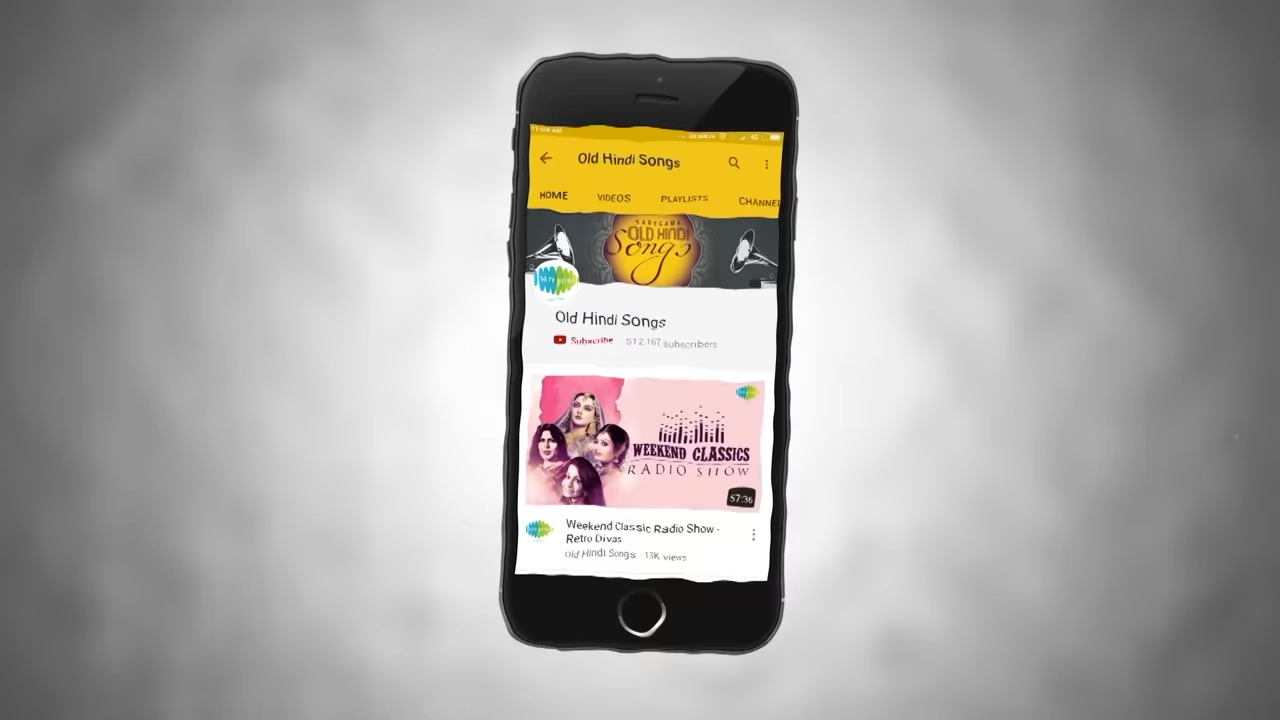 Old Hindi Songs
HOME VIDEOS PLAYLISTS CHANNEL
SAREGAMA
OLD HINDI
Songs
Old Hindi Songs
Subscribe 512,167 subscribers
WEEKEND CLASSICS
RADIO SHOW
57:36
Weekend Classic Radio Show -
Retro Divas
Old Hindi Songs · 13K views